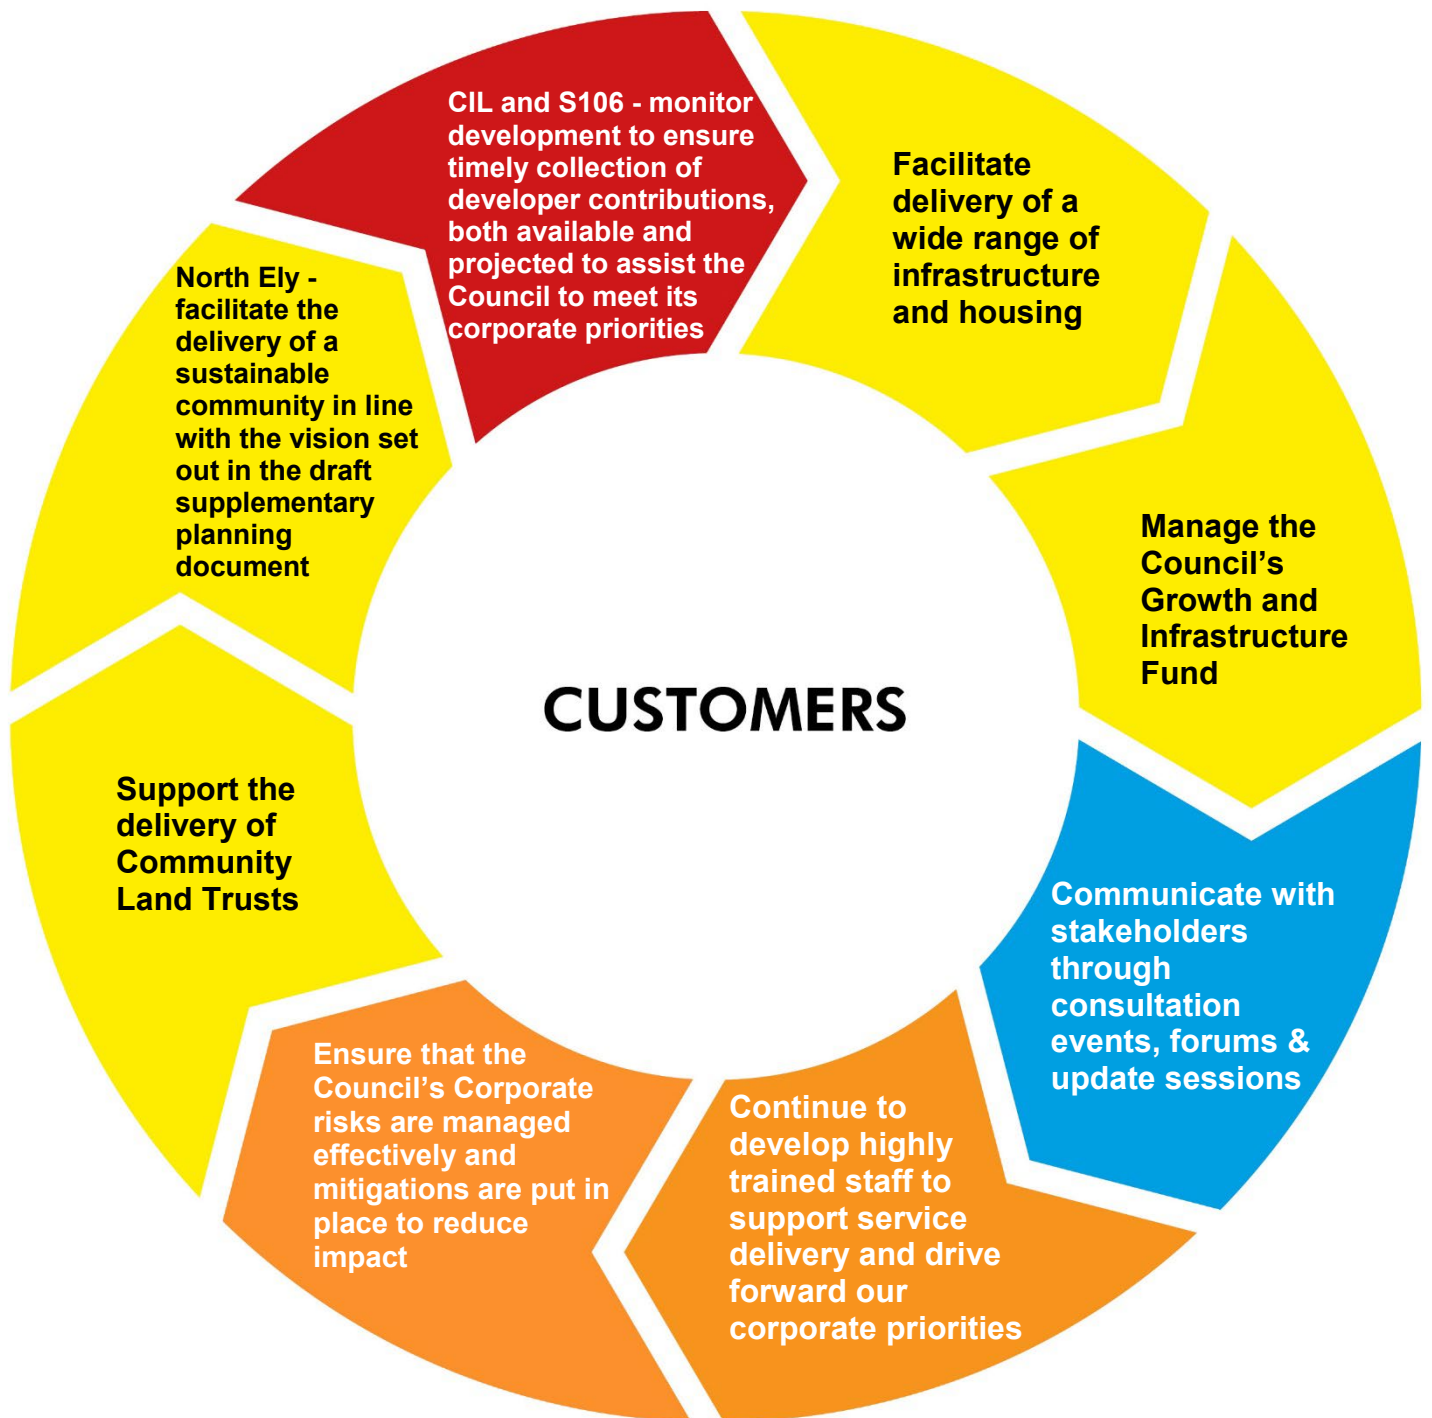 CIL and S106 - monitor
development to ensure
timely collection of
developer contributions,
both available and
projected to assist the
Council to meet its
corporate priorities
Facilitate
delivery of a
wide range of
infrastructure
and housing
Manage the
Council’s
Growth and
Infrastructure
Fund
Communicate with
stakeholders
through
consultation
events, forums &
update sessions
Continue to
develop highly
trained staff to
support service
delivery and drive
forward our
corporate priorities
Ensure that the
Council’s Corporate
risks are managed
effectively and
mitigations are put in
place to reduce
impact
Support the
delivery of
Community
Land Trusts
North Ely -
facilitate the
delivery of a
sustainable
community in line
with the vision set
out in the draft
supplementary
planning
document
CUSTOMERS